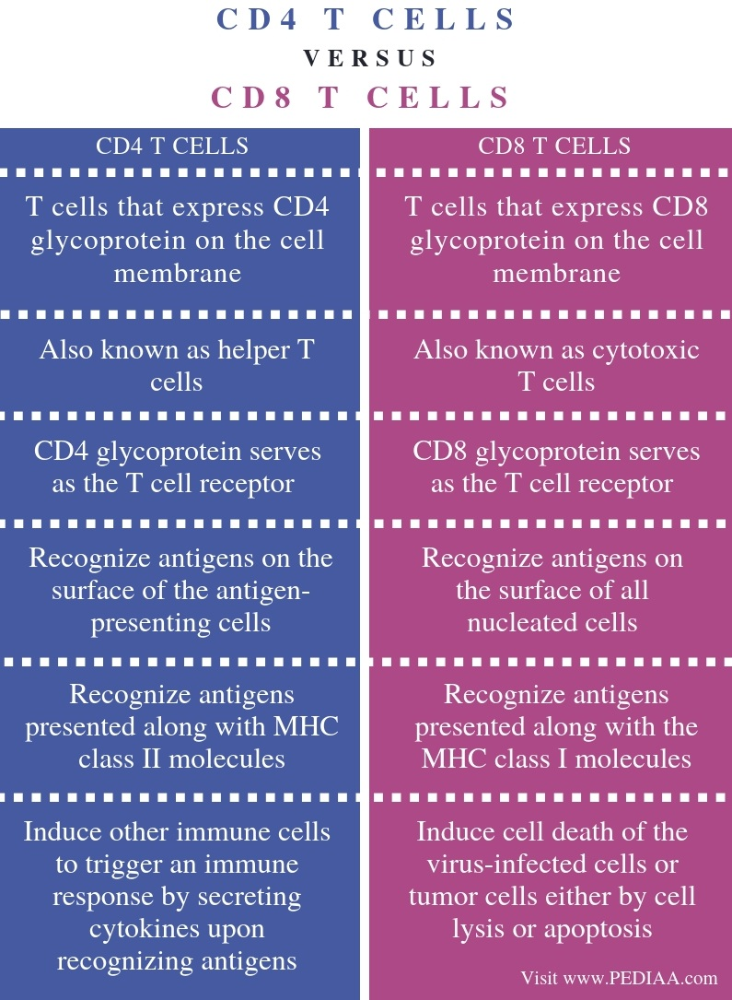 CD4 T CELLS
VERSUS
CD8 T CELLS
CD4 T CELLS
T cells that express CD4
glycoprotein on the cell
membrane
Also known as helper T
cells
CD4 glycoprotein serves
as the T cell receptor
Recognize antigens on the
surface of the antigen-
presenting cells
Recognize antigens
presented along with MHC
class II molecules
Induce other immune cells
to trigger an immune
response by secreting
cytokines upon
recognizing antigens
CD8 T CELLS
T cells that express CD8
glycoprotein on the cell
membrane
Also known as cytotoxic
T cells
CD8 glycoprotein serves
as the T cell receptor
Recognize antigens on
the surface of all
nucleated cells
Recognize antigens
presented along with the
MHC class I molecules
Induce cell death of the
virus-infected cells or
tumor cells either by cell
lysis or apoptosis
Visit www.PEDIAA.com